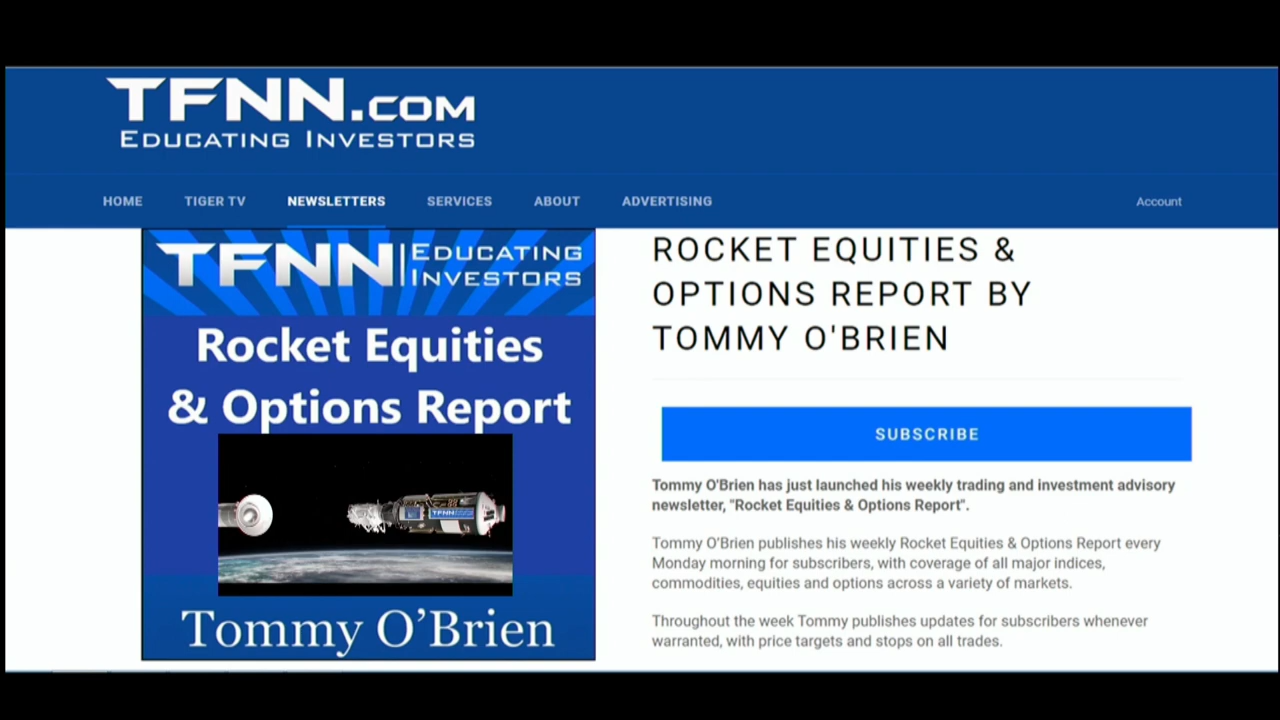 TFNN.COM
EDUCATING INVESTORS
HOME TIGER TV NEWSLETTERS SERVICES ABOUT ADVERTISING Account
TFNN EDUCATING
INVESTORS
Rocket Equities
& Options Report
TFNN
Tommy O’Brien
ROCKET EQUITIES &
OPTIONS REPORT BY
TOMMY O'BRIEN
SUBSCRIBE
Tommy O'Brien has just launched his weekly trading and investment advisory
newsletter, "Rocket Equities & Options Report".
Tommy O’Brien publishes his weekly Rocket Equities & Options Report every
Monday morning for subscribers, with coverage of all major indices,
commodities, equities and options across a variety of markets.
Throughout the week Tommy publishes updates for subscribers whenever
warranted, with price targets and stops on all trades.